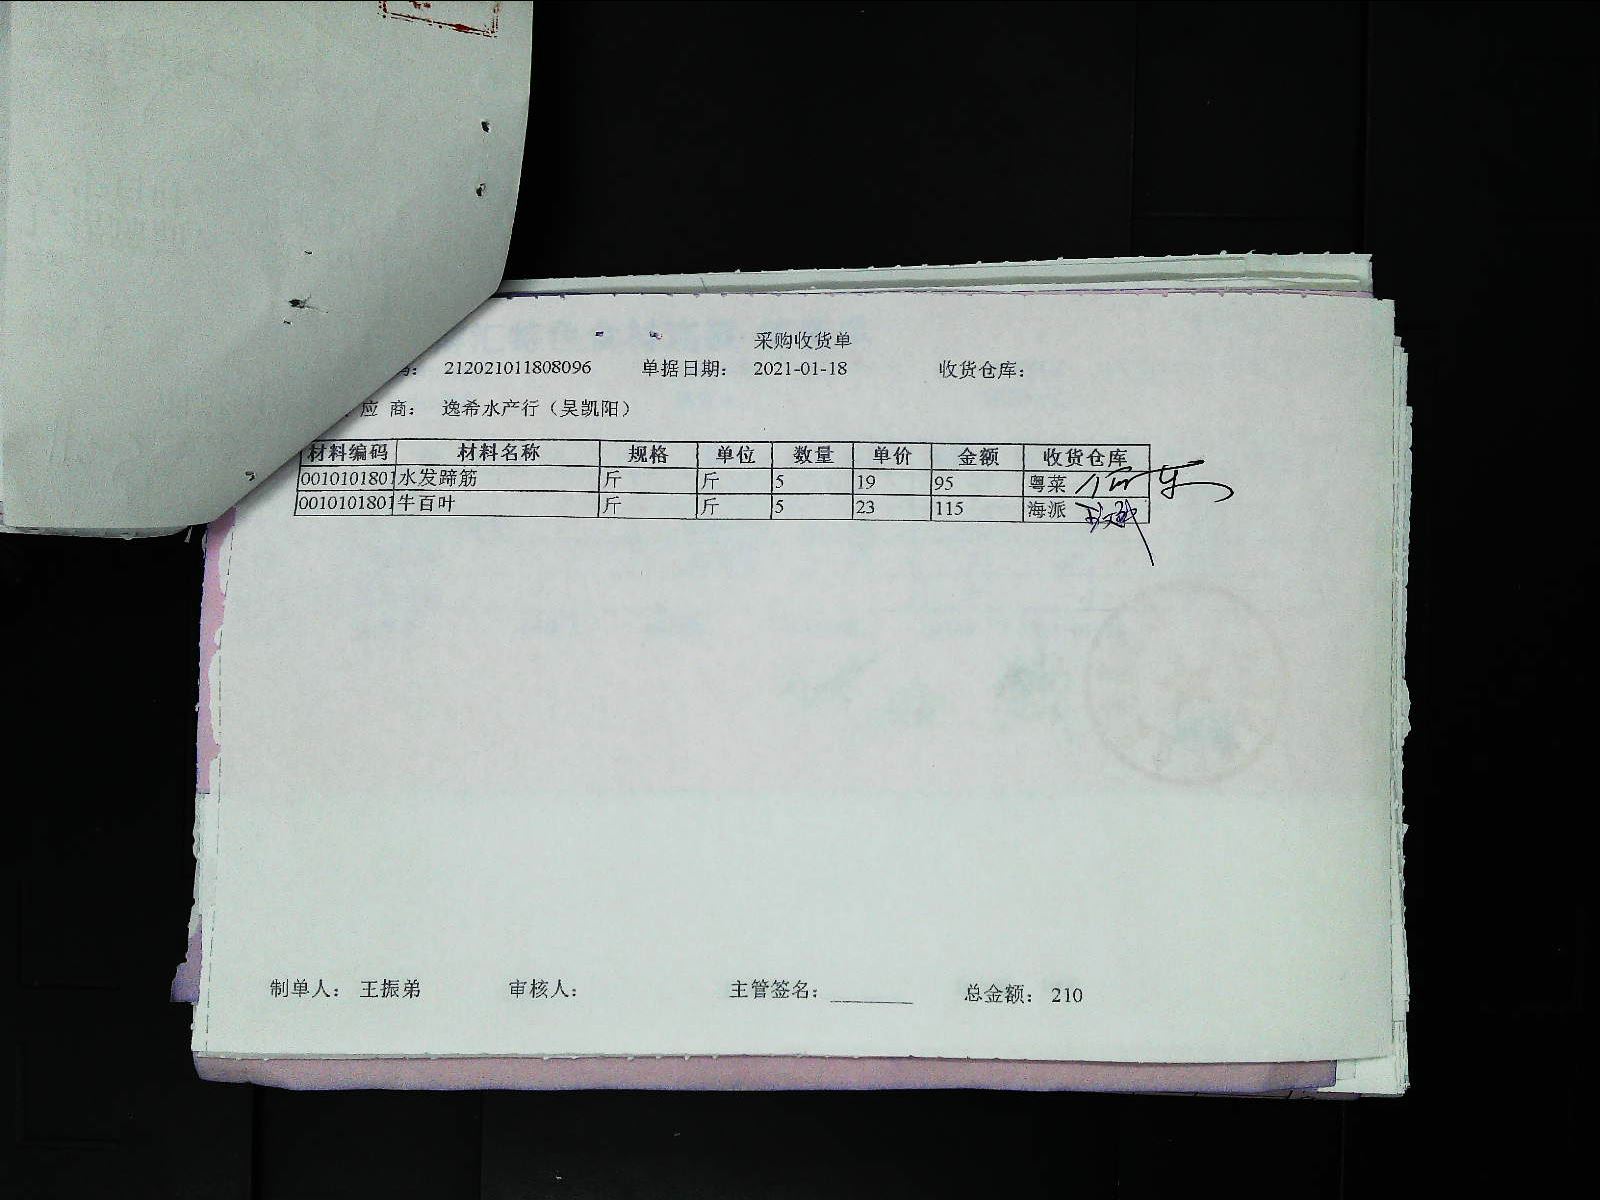 采购收货单
212021011808096 单据日期： 2021-01-18 收货仓库：
应 商： 逸希水产行（吴凯阳）
材料编码 材料名称 规格 单位 数量 单价 金额 收货仓库
0010101801 水发蹄筋 斤 斤 5 19 95 粤菜
0010101801 牛百叶 斤 斤 5 23 115 海派
制单人： 王振弟 审核人： 主管签名： ________ 总金额： 210